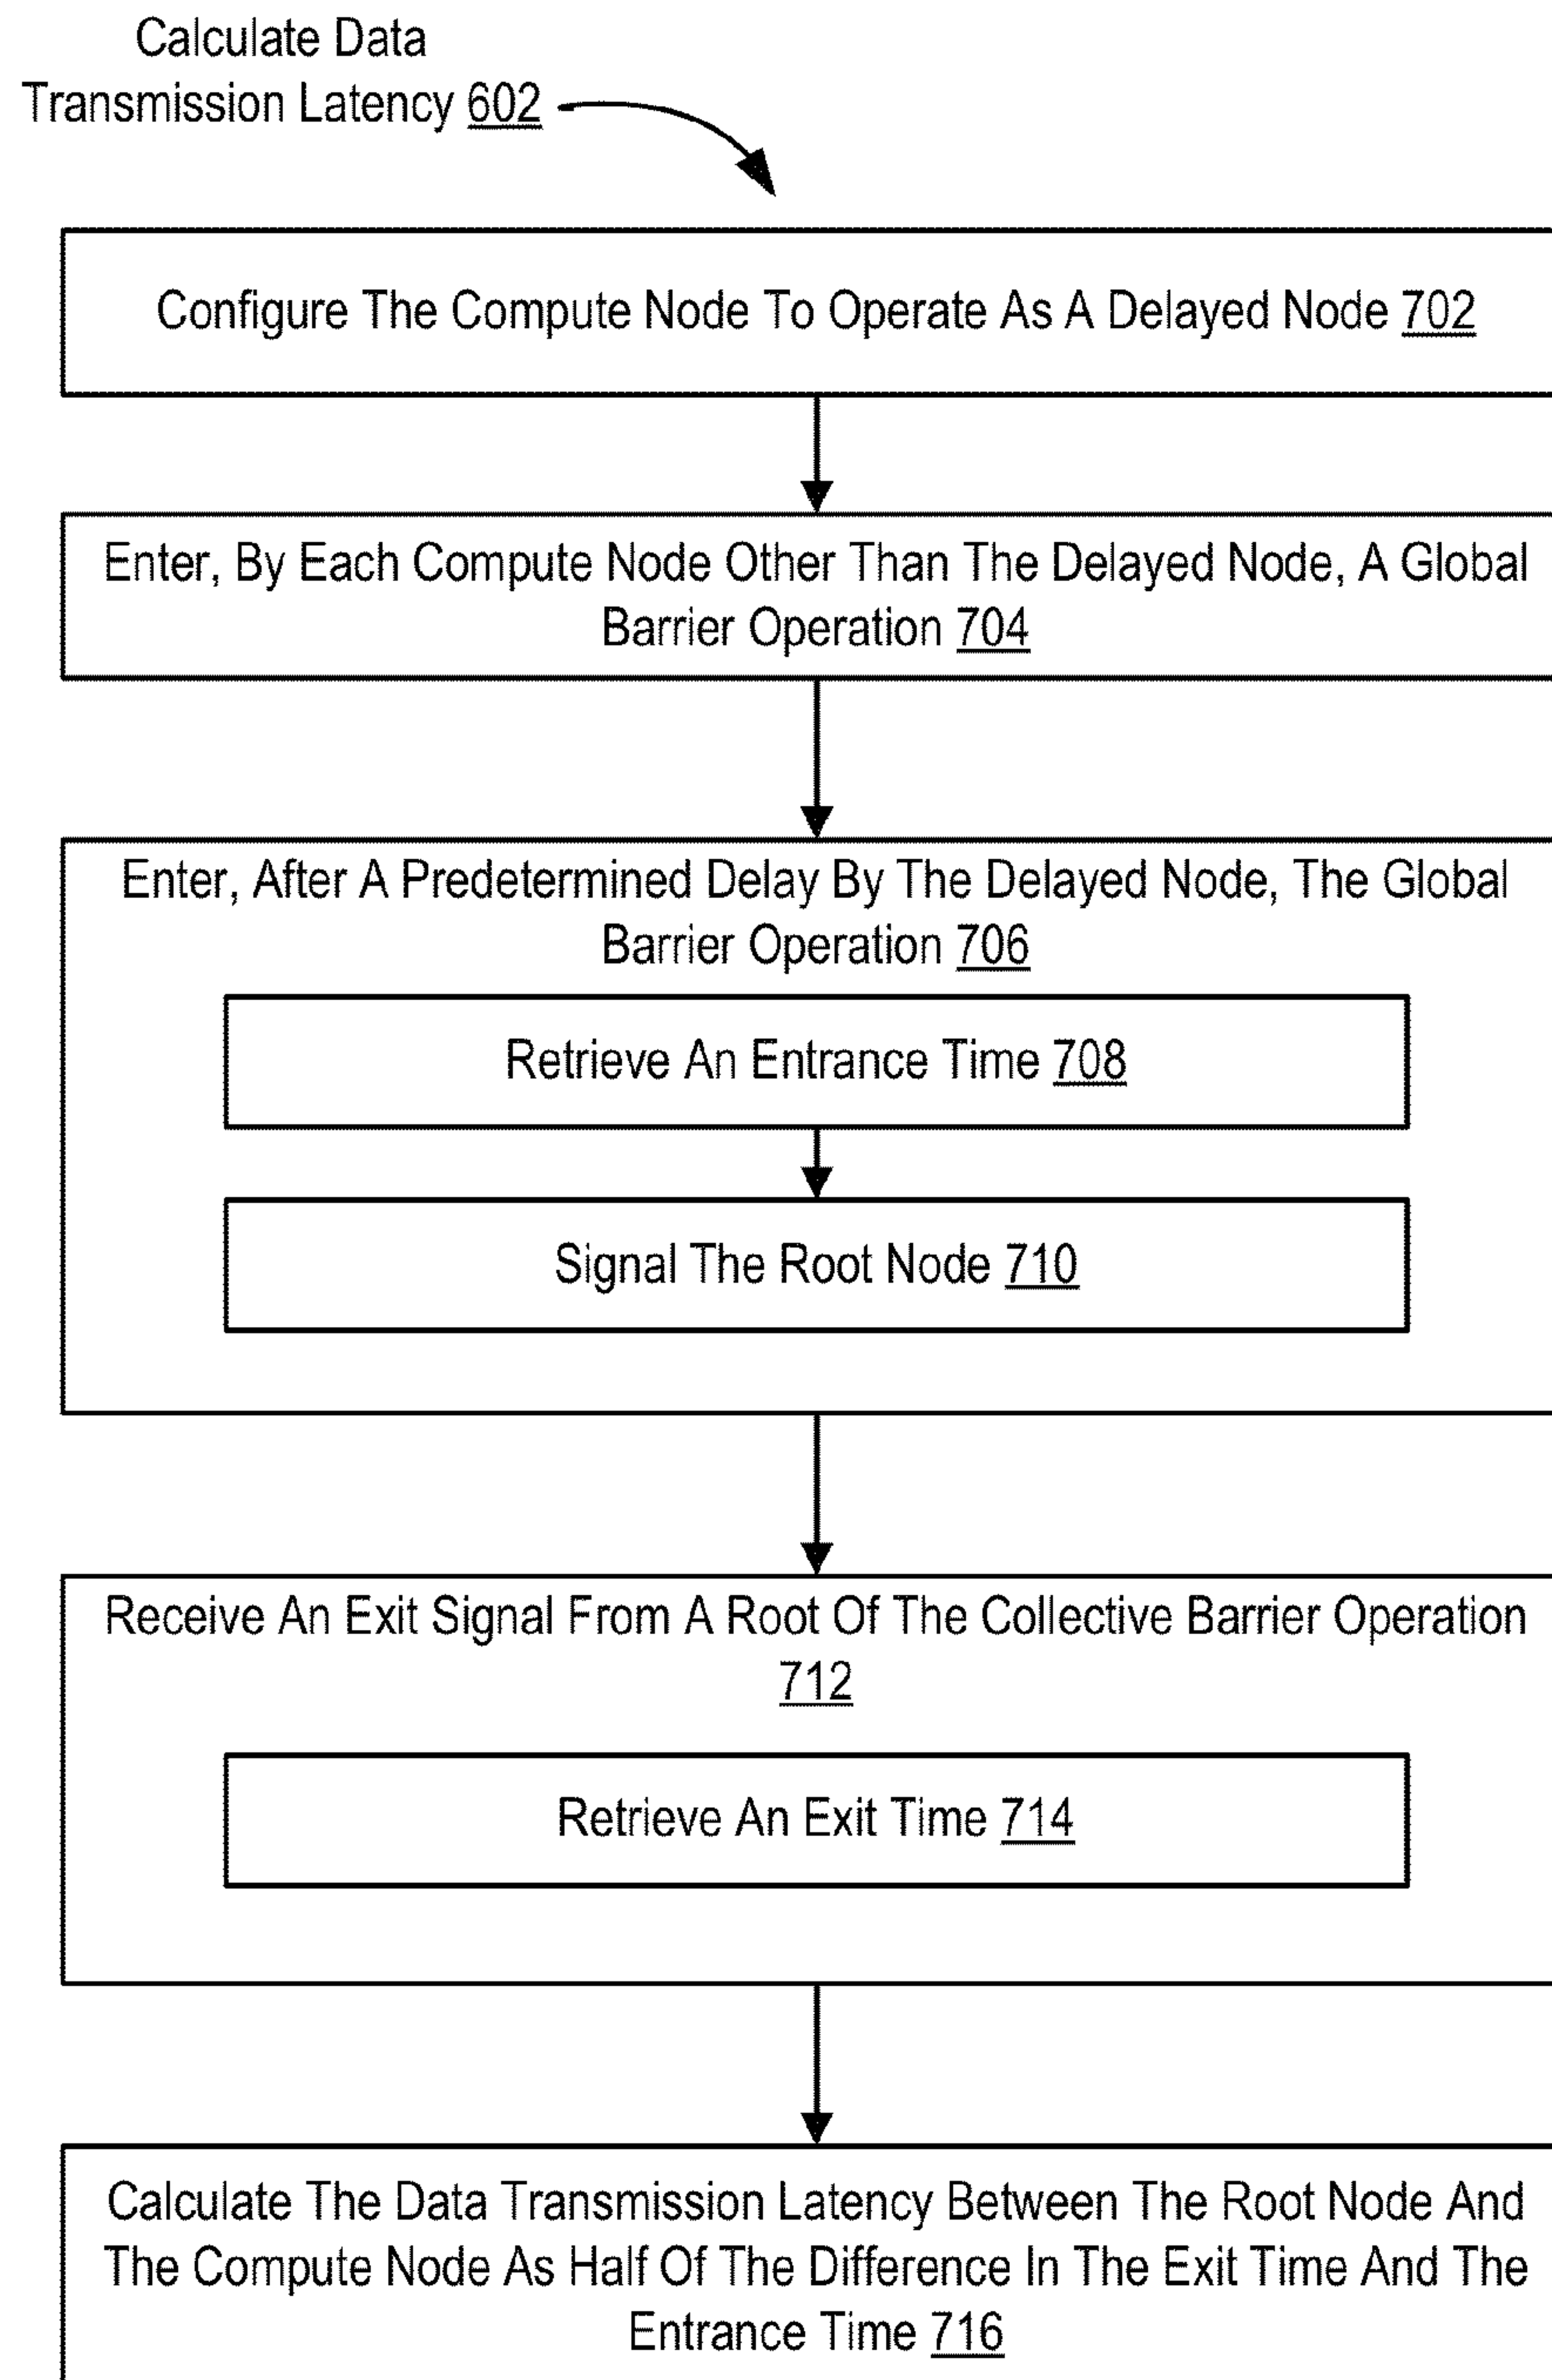 Calculate Data
Transmission Latency 602
Configure The Compute Node To Operate As A Delayed Node 702
Enter, By Each Compute Node Other Than The Delayed Node, A Global
Barrier Operation 704
Enter, After A Predetermined Delay By The Delayed Node, The Global
Barrier Operation 706
Retrieve An Entrance Time 708
Signal The Root Node 710
Receive An Exit Signal From A Root Of The Collective Barrier Operation
712
Retrieve An Exit Time 714
Calculate The Data Transmission Latency Between The Root Node And
The Compute Node As Half Of The Difference In The Exit Time And The
Entrance Time 716